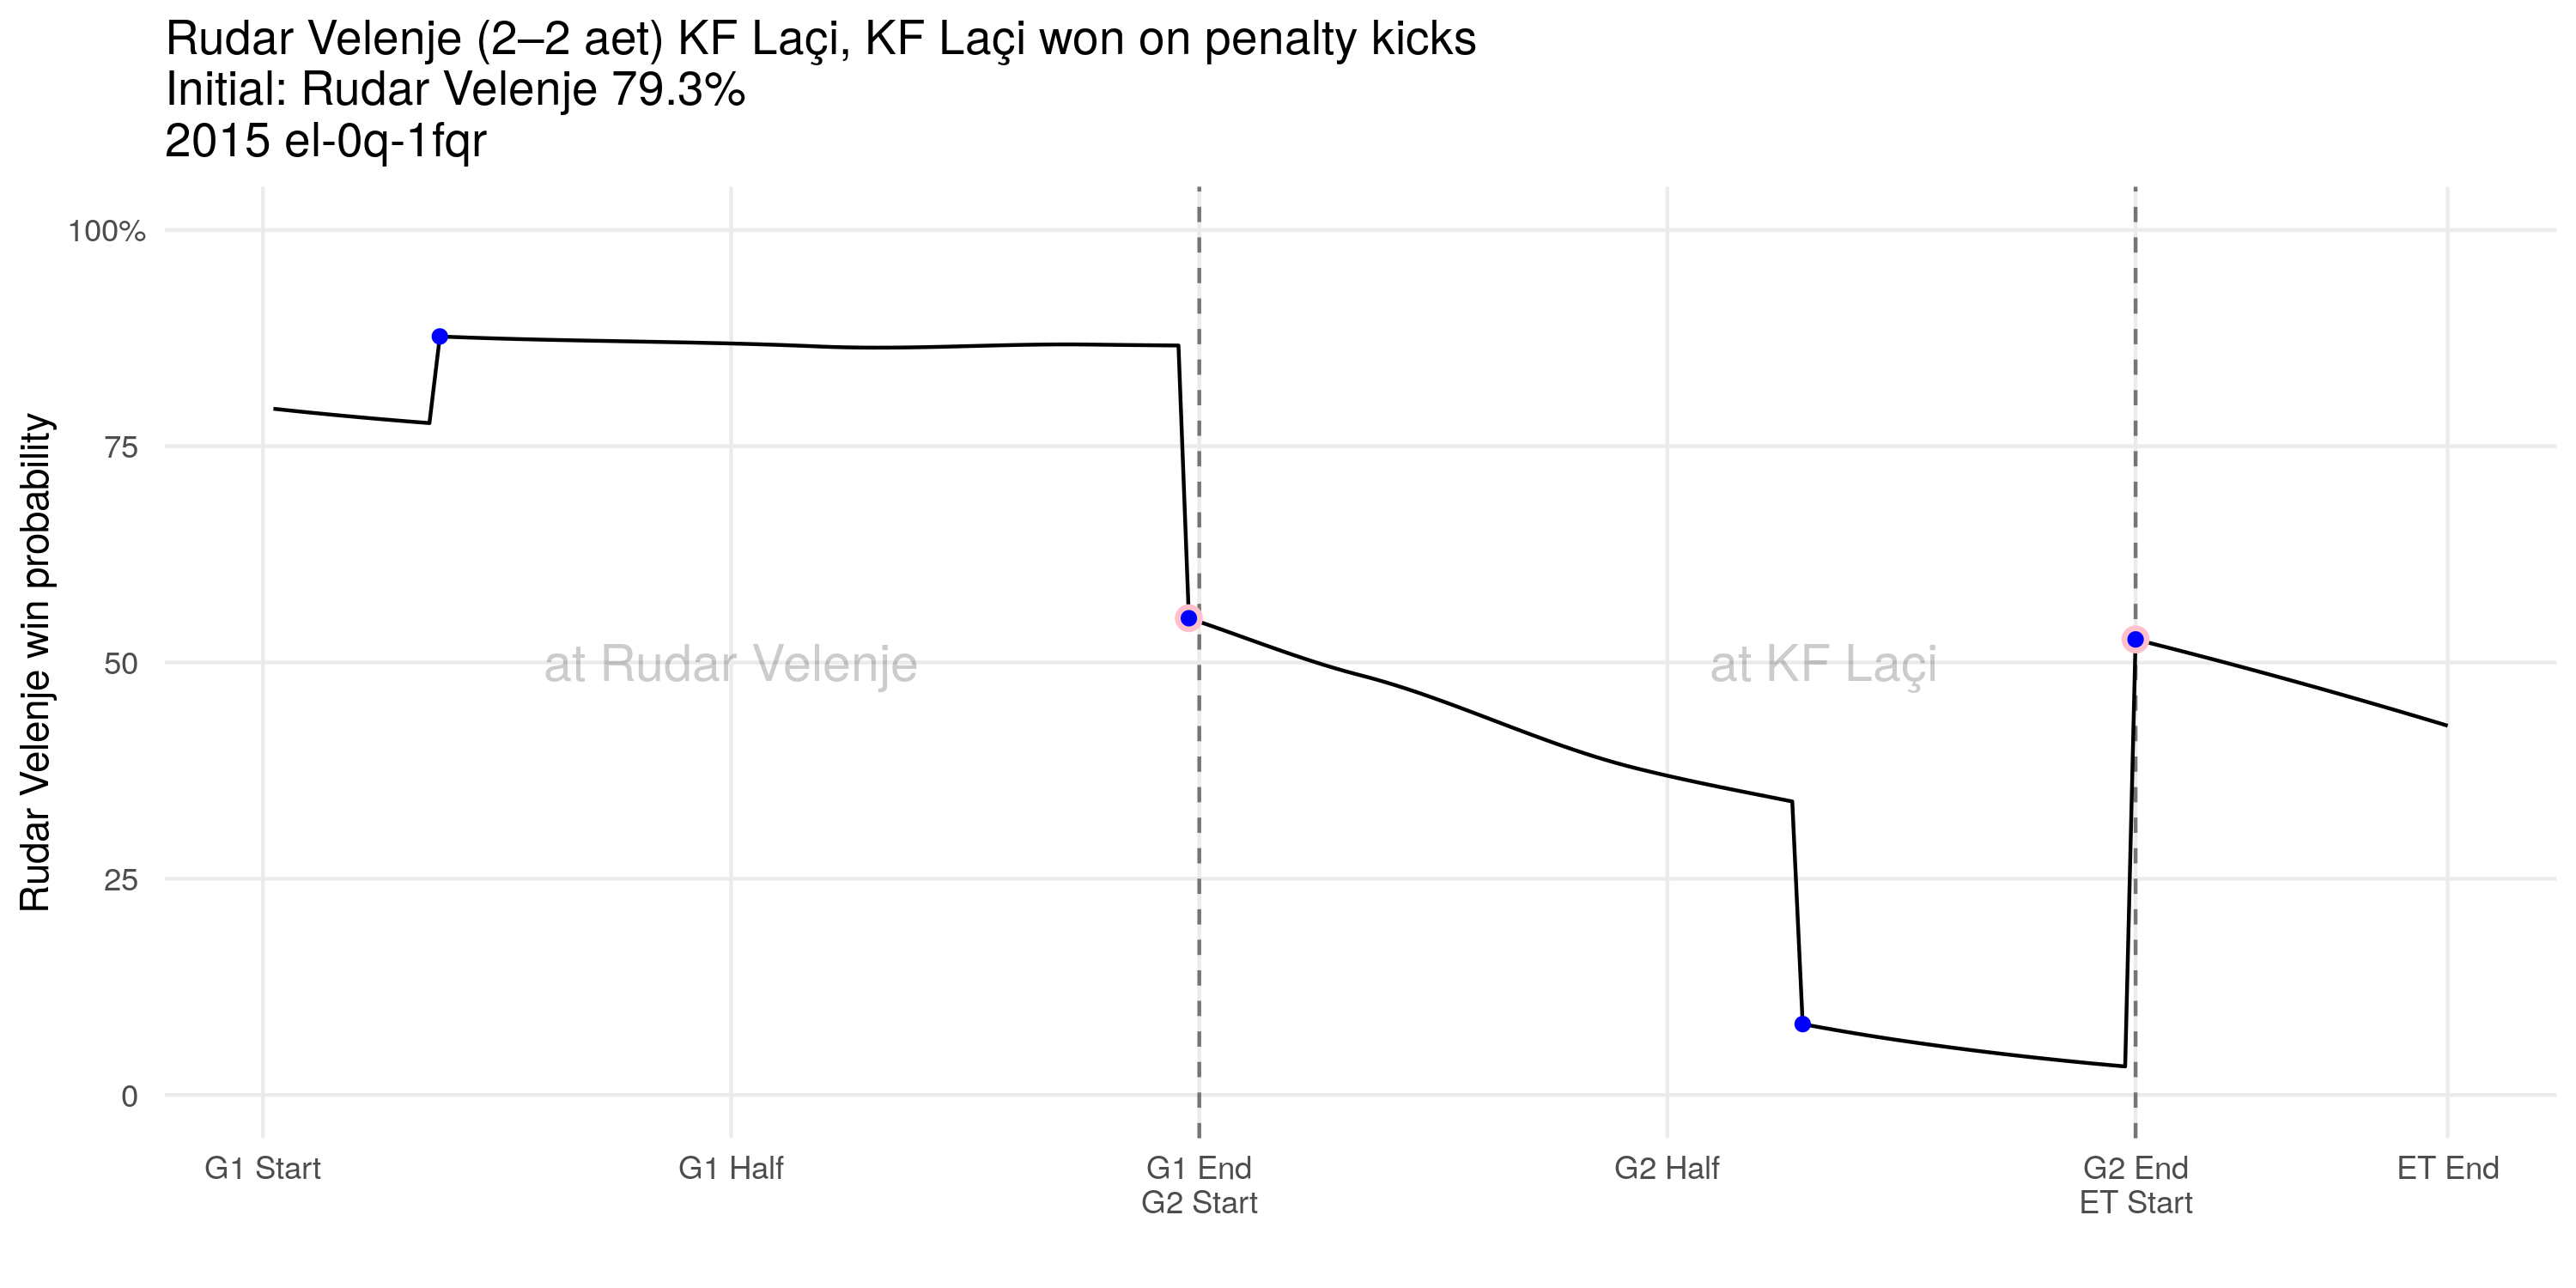 Rudar Velenje (2–2 aet) KF Laçi, KF Laçi won on penalty kicks
Initial: Rudar Velenje 79.3%
2015 el-0q-1fqr
Rudar Velenje win probability
100%
75
50
25
0
at Rudar Velenje
at KF Laçi
G1 Start
G1 Half
G1 End
G2 Start
G2 Half
G2 End
ET Start
ET End